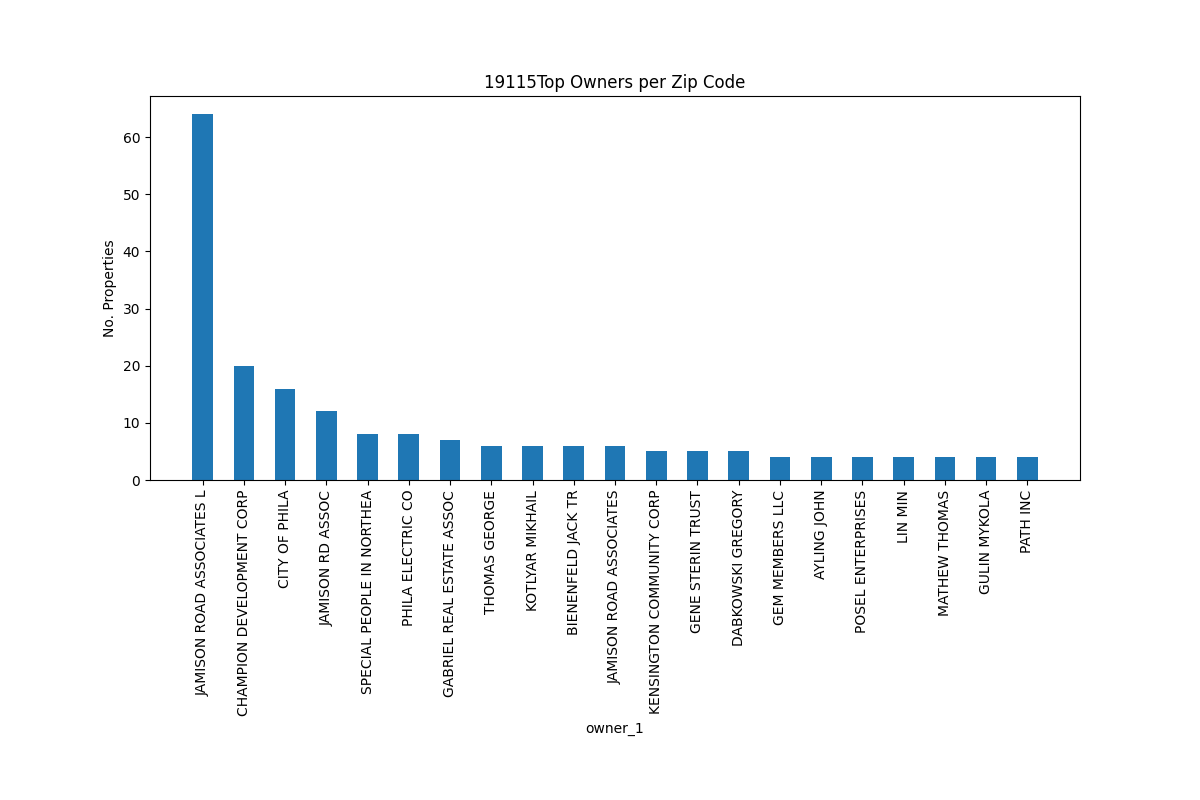 19115Top Owners per Zip Code
No. Properties
60
50
40
30
20
10
0
JAMISON ROAD ASSOCIATES L
CHAMPION DEVELOPMENT CORP
CITY OF PHILA
JAMISON RD ASSOC
SPECIAL PEOPLE IN NORTHEA
PHILA ELECTRIC CO
GABRIEL REAL ESTATE ASSOC
THOMAS GEORGE
KOTLYAR MIKHAIL
BIENENFELD JACK TR
JAMISON ROAD ASSOCIATES
KENSINGTON COMMUNITY CORP
GENE STERIN TRUST
DABKOWSKI GREGORY
GEM MEMBERS LLC
AYLING JOHN
POSEL ENTERPRISES
LIN MIN
MATHEW THOMAS
GULIN MYKOLA
PATH INC
owner_1